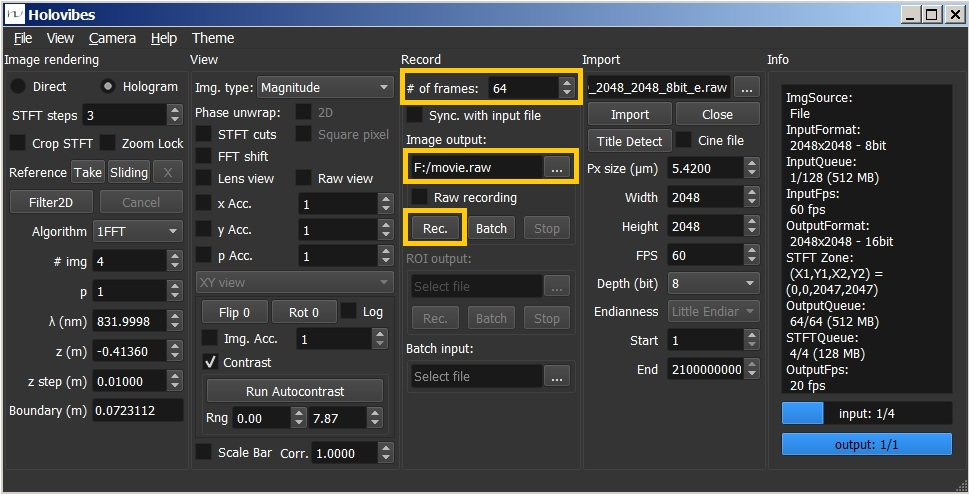 Holovibes
File View Camera Help Theme
Image rendering
Direct Hologram
STFT steps 3
Crop STFT Zoom Lock
Reference Take Sliding X
Filter2D Cancel
Algorithm 1FFT
# img 4
p 1
λ (nm) 831.9998
z (m) -0.41360
z step (m) 0.01000
Boundary (m) 0.0723112
View
Img. type: Magnitude
Phase unwrap: 2D
STFT cuts Square pixel
FFT shift
Lens view Raw view
x Acc. 1
y Acc. 1
p Acc. 1
XY view
Flip 0 Rot 0 Log
Img. Acc. 1
Contrast
Run Autocontrast
Rng 0.00 7.87
Scale Bar Corr. 1.0000
Record
# of frames: 64
Sync. with input file
Image output:
F:/movie.raw ...
Raw recording
Rec. Batch Stop
ROI output:
Select file ...
Rec. Batch Stop
Batch input:
Select file ...
Import
_2048_2048_8bit_e.raw ...
Import Close
Title Detect Cine file
Px size (µm) 5.4200
Width 2048
Height 2048
FPS 60
Depth (bit) 8
Endianness Little Endiar
Start 1
End 2100000000
Info
ImgSource:
File
InputFormat:
2048x2048 - 8bit
InputQueue:
1/128 (512 MB)
InputFps:
60 fps
OutputFormat:
2048x2048 - 16bit
STFT Zone:
(X1,Y1,X2,Y2) =
(0,0,2047,2047)
OutputQueue:
64/64 (512 MB)
STFTQueue:
4/4 (128 MB)
OutputFps:
20 fps
input: 1/4
output: 1/1